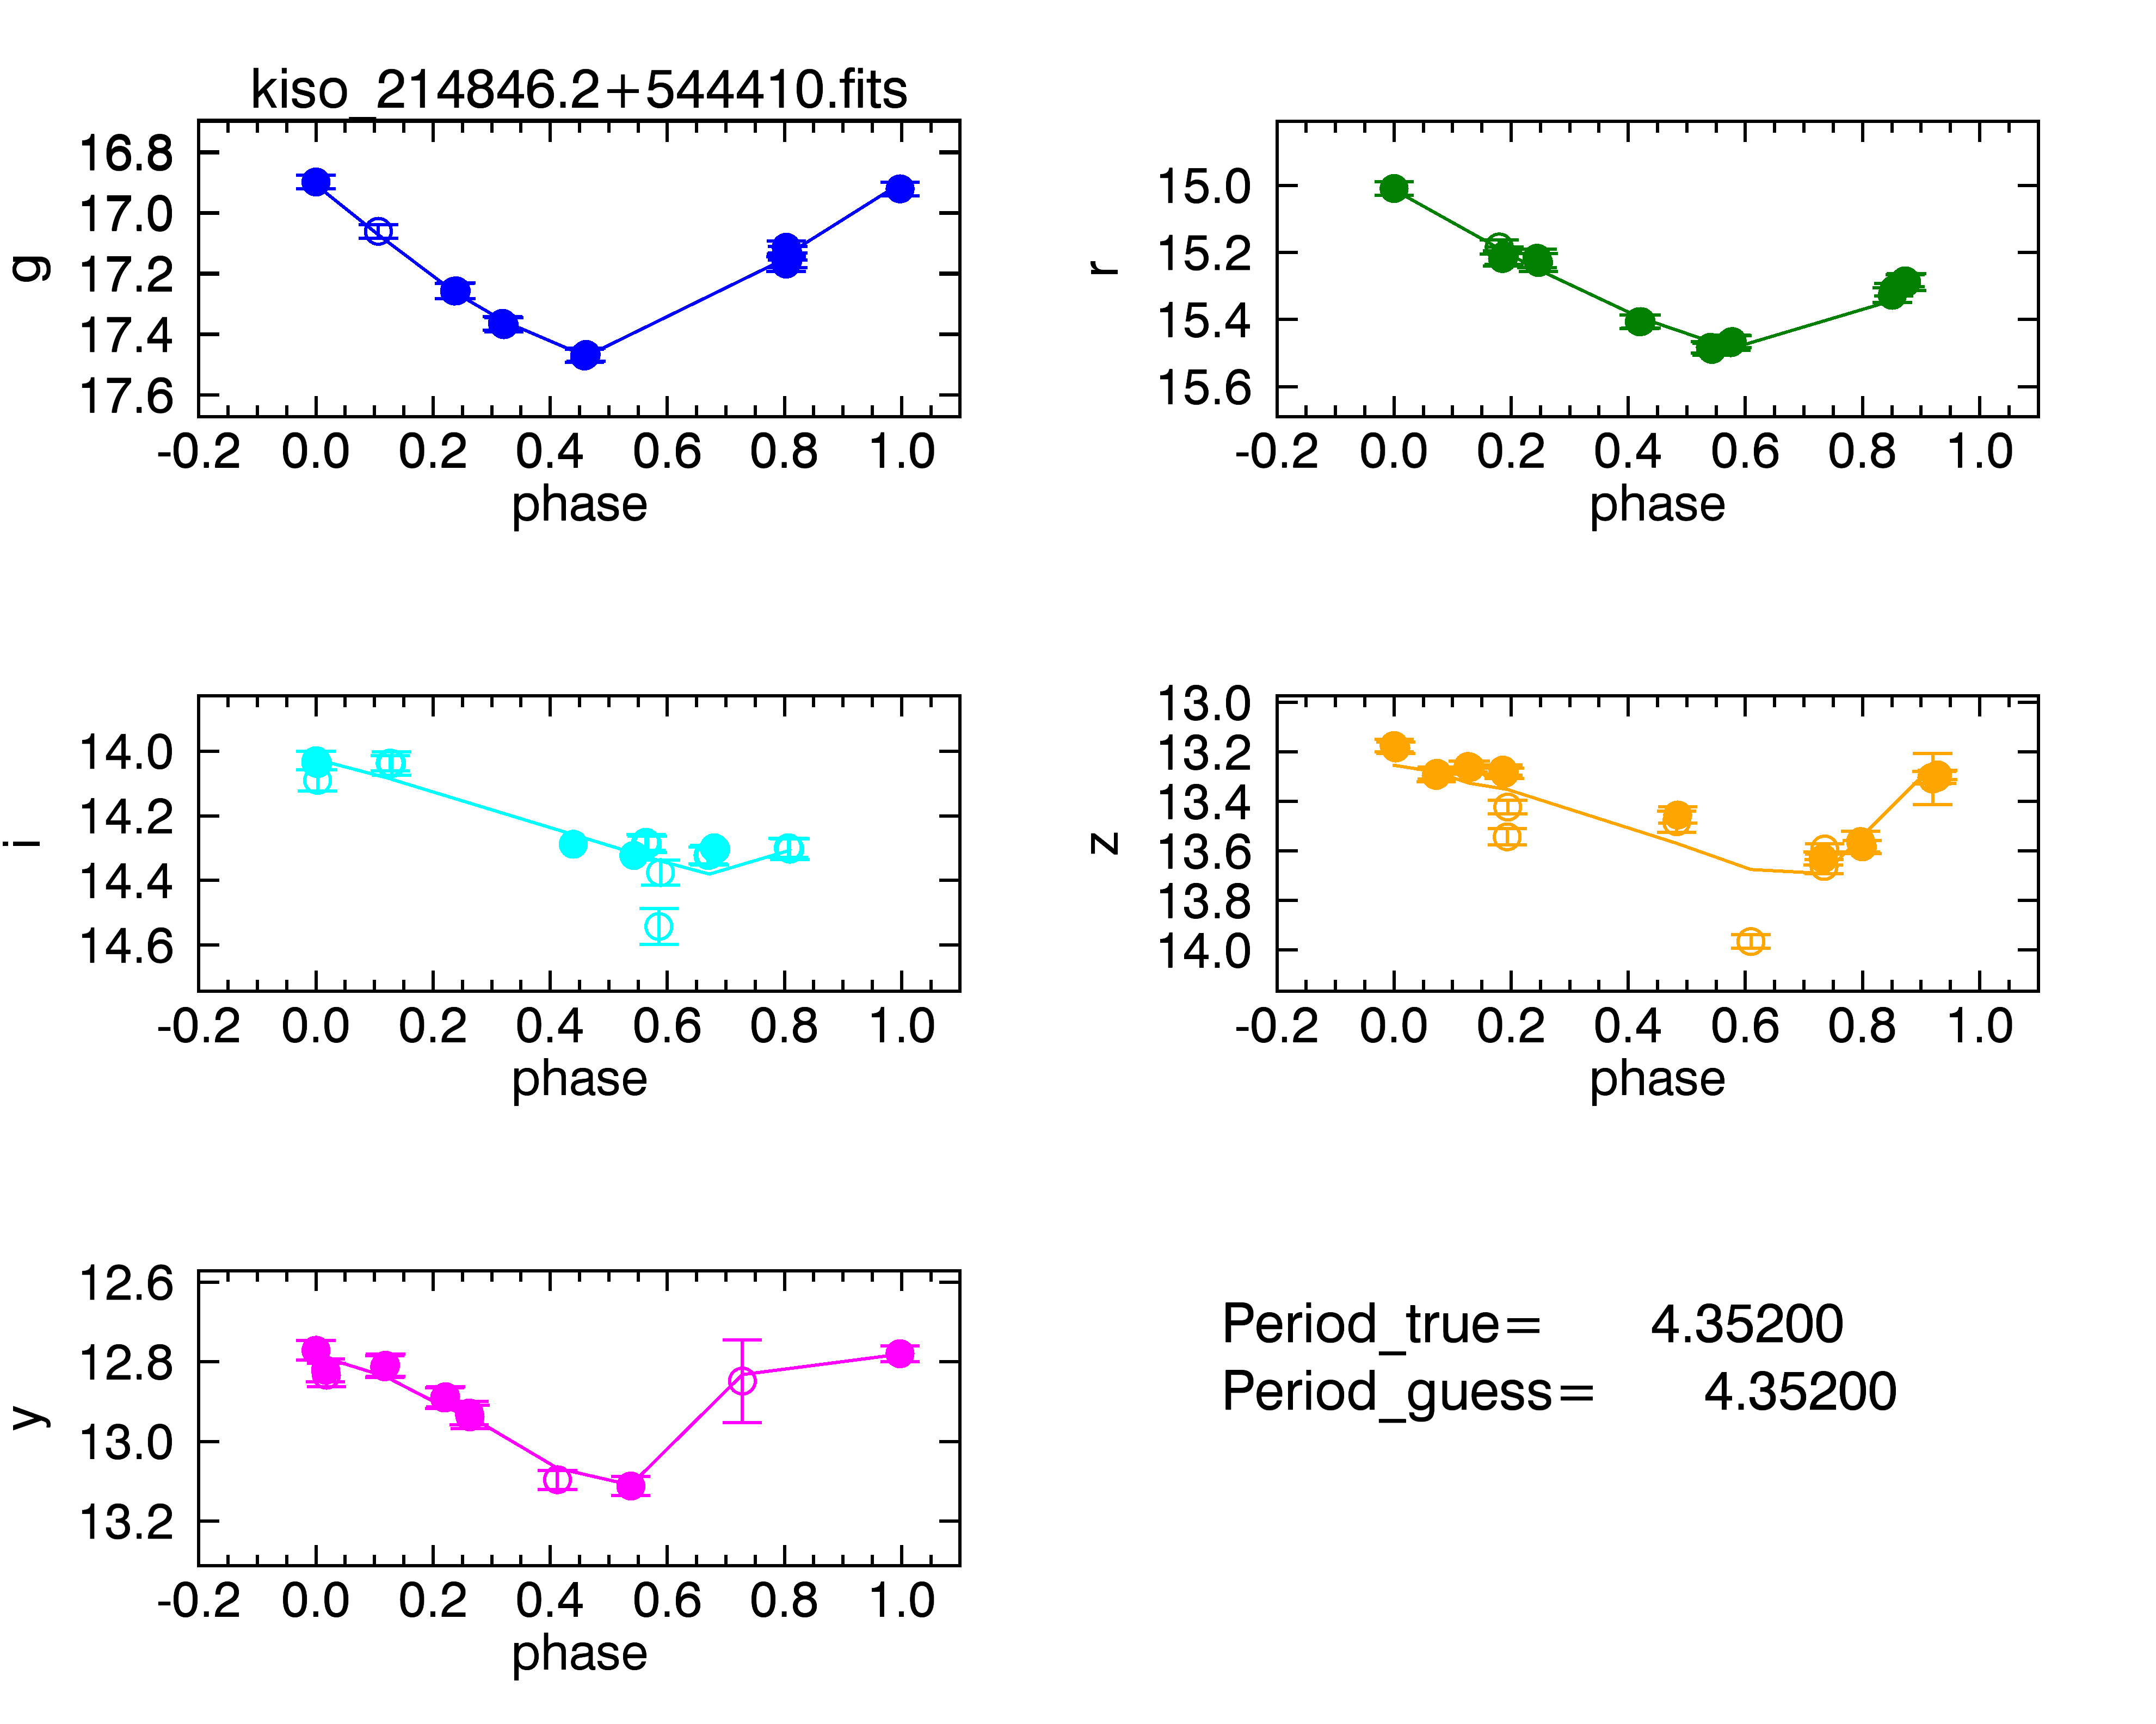 kiso_214846.2+544410.fits
g
16.8
17.0
17.2
17.4
17.6
-0.2 0.0 0.2 0.4 0.6 0.8 1.0
phase
r
15.0
15.2
15.4
15.6
-0.2 0.0 0.2 0.4 0.6 0.8 1.0
phase
i
14.0
14.2
14.4
14.6
-0.2 0.0 0.2 0.4 0.6 0.8 1.0
phase
z
13.0
13.2
13.4
13.6
13.8
14.0
-0.2 0.0 0.2 0.4 0.6 0.8 1.0
phase
y
12.6
12.8
13.0
13.2
-0.2 0.0 0.2 0.4 0.6 0.8 1.0
phase
Period_true= 4.35200
Period_guess= 4.35200